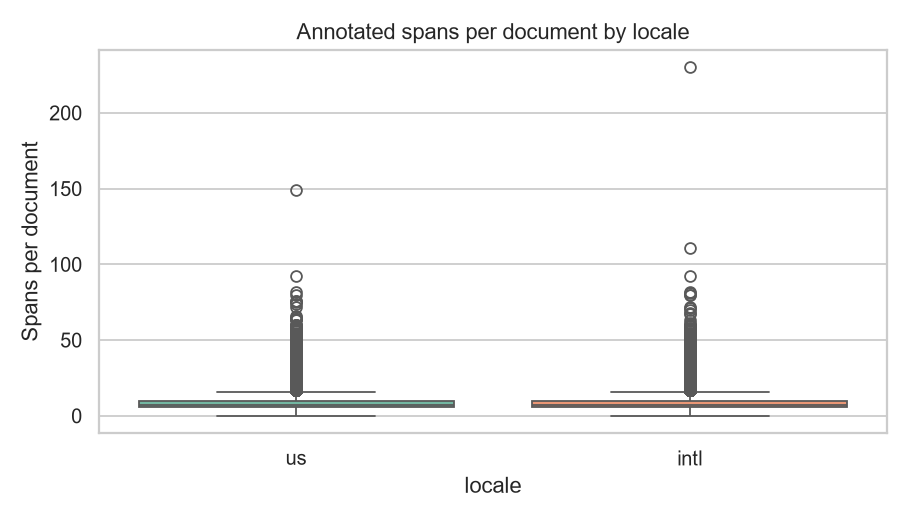 Annotated spans per document by locale
Spans per document
200
150
100
50
0
us
intl
locale